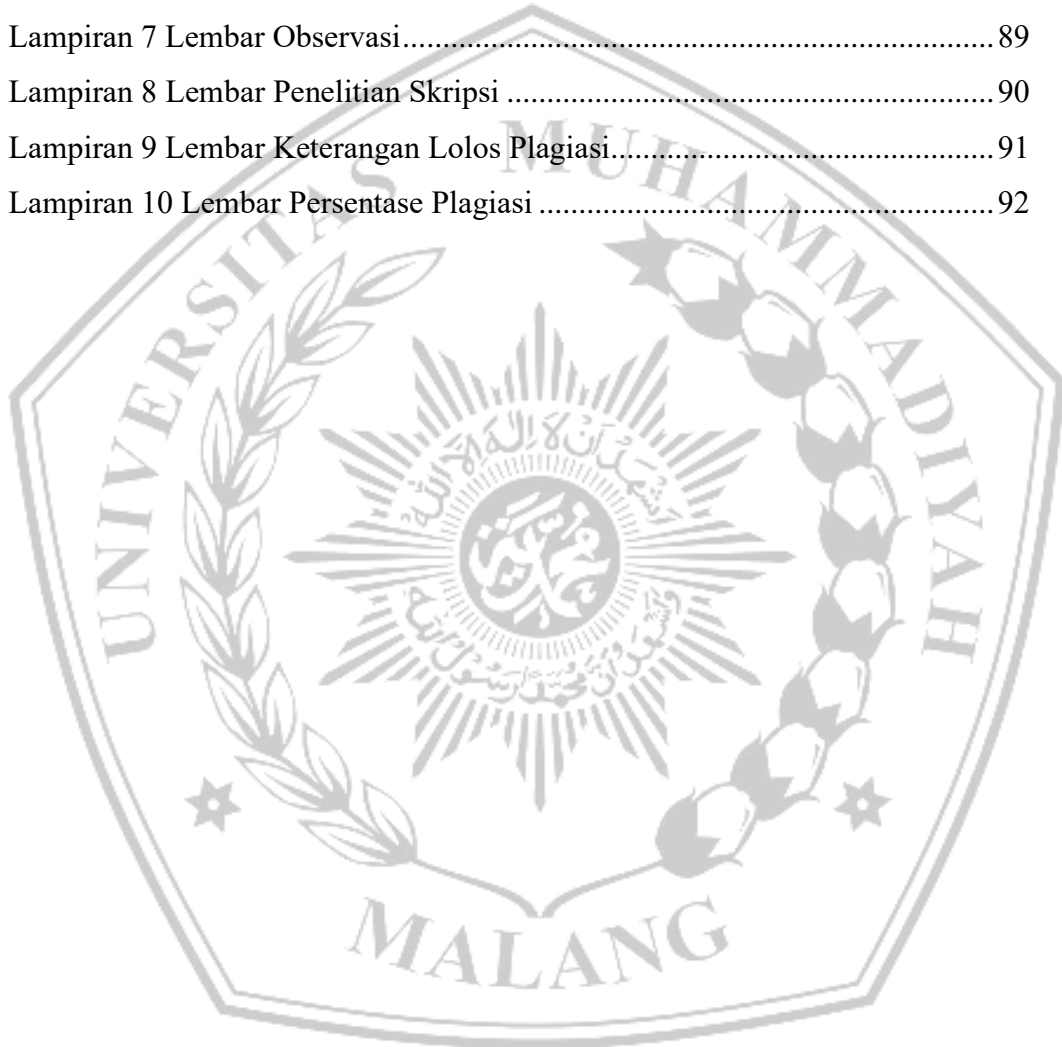 Lampiran 7 Lembar Observasi.......................................................................... 89
Lampiran 8 Lembar Penelitian Skripsi ............................................................. 90
Lampiran 9 Lembar Keterangan Lolos Plagiasi................................................ 91
Lampiran 10 Lembar Persentase Plagiasi ......................................................... 92
UNIVERSITAS MUHAMMADIYAH
MALANG